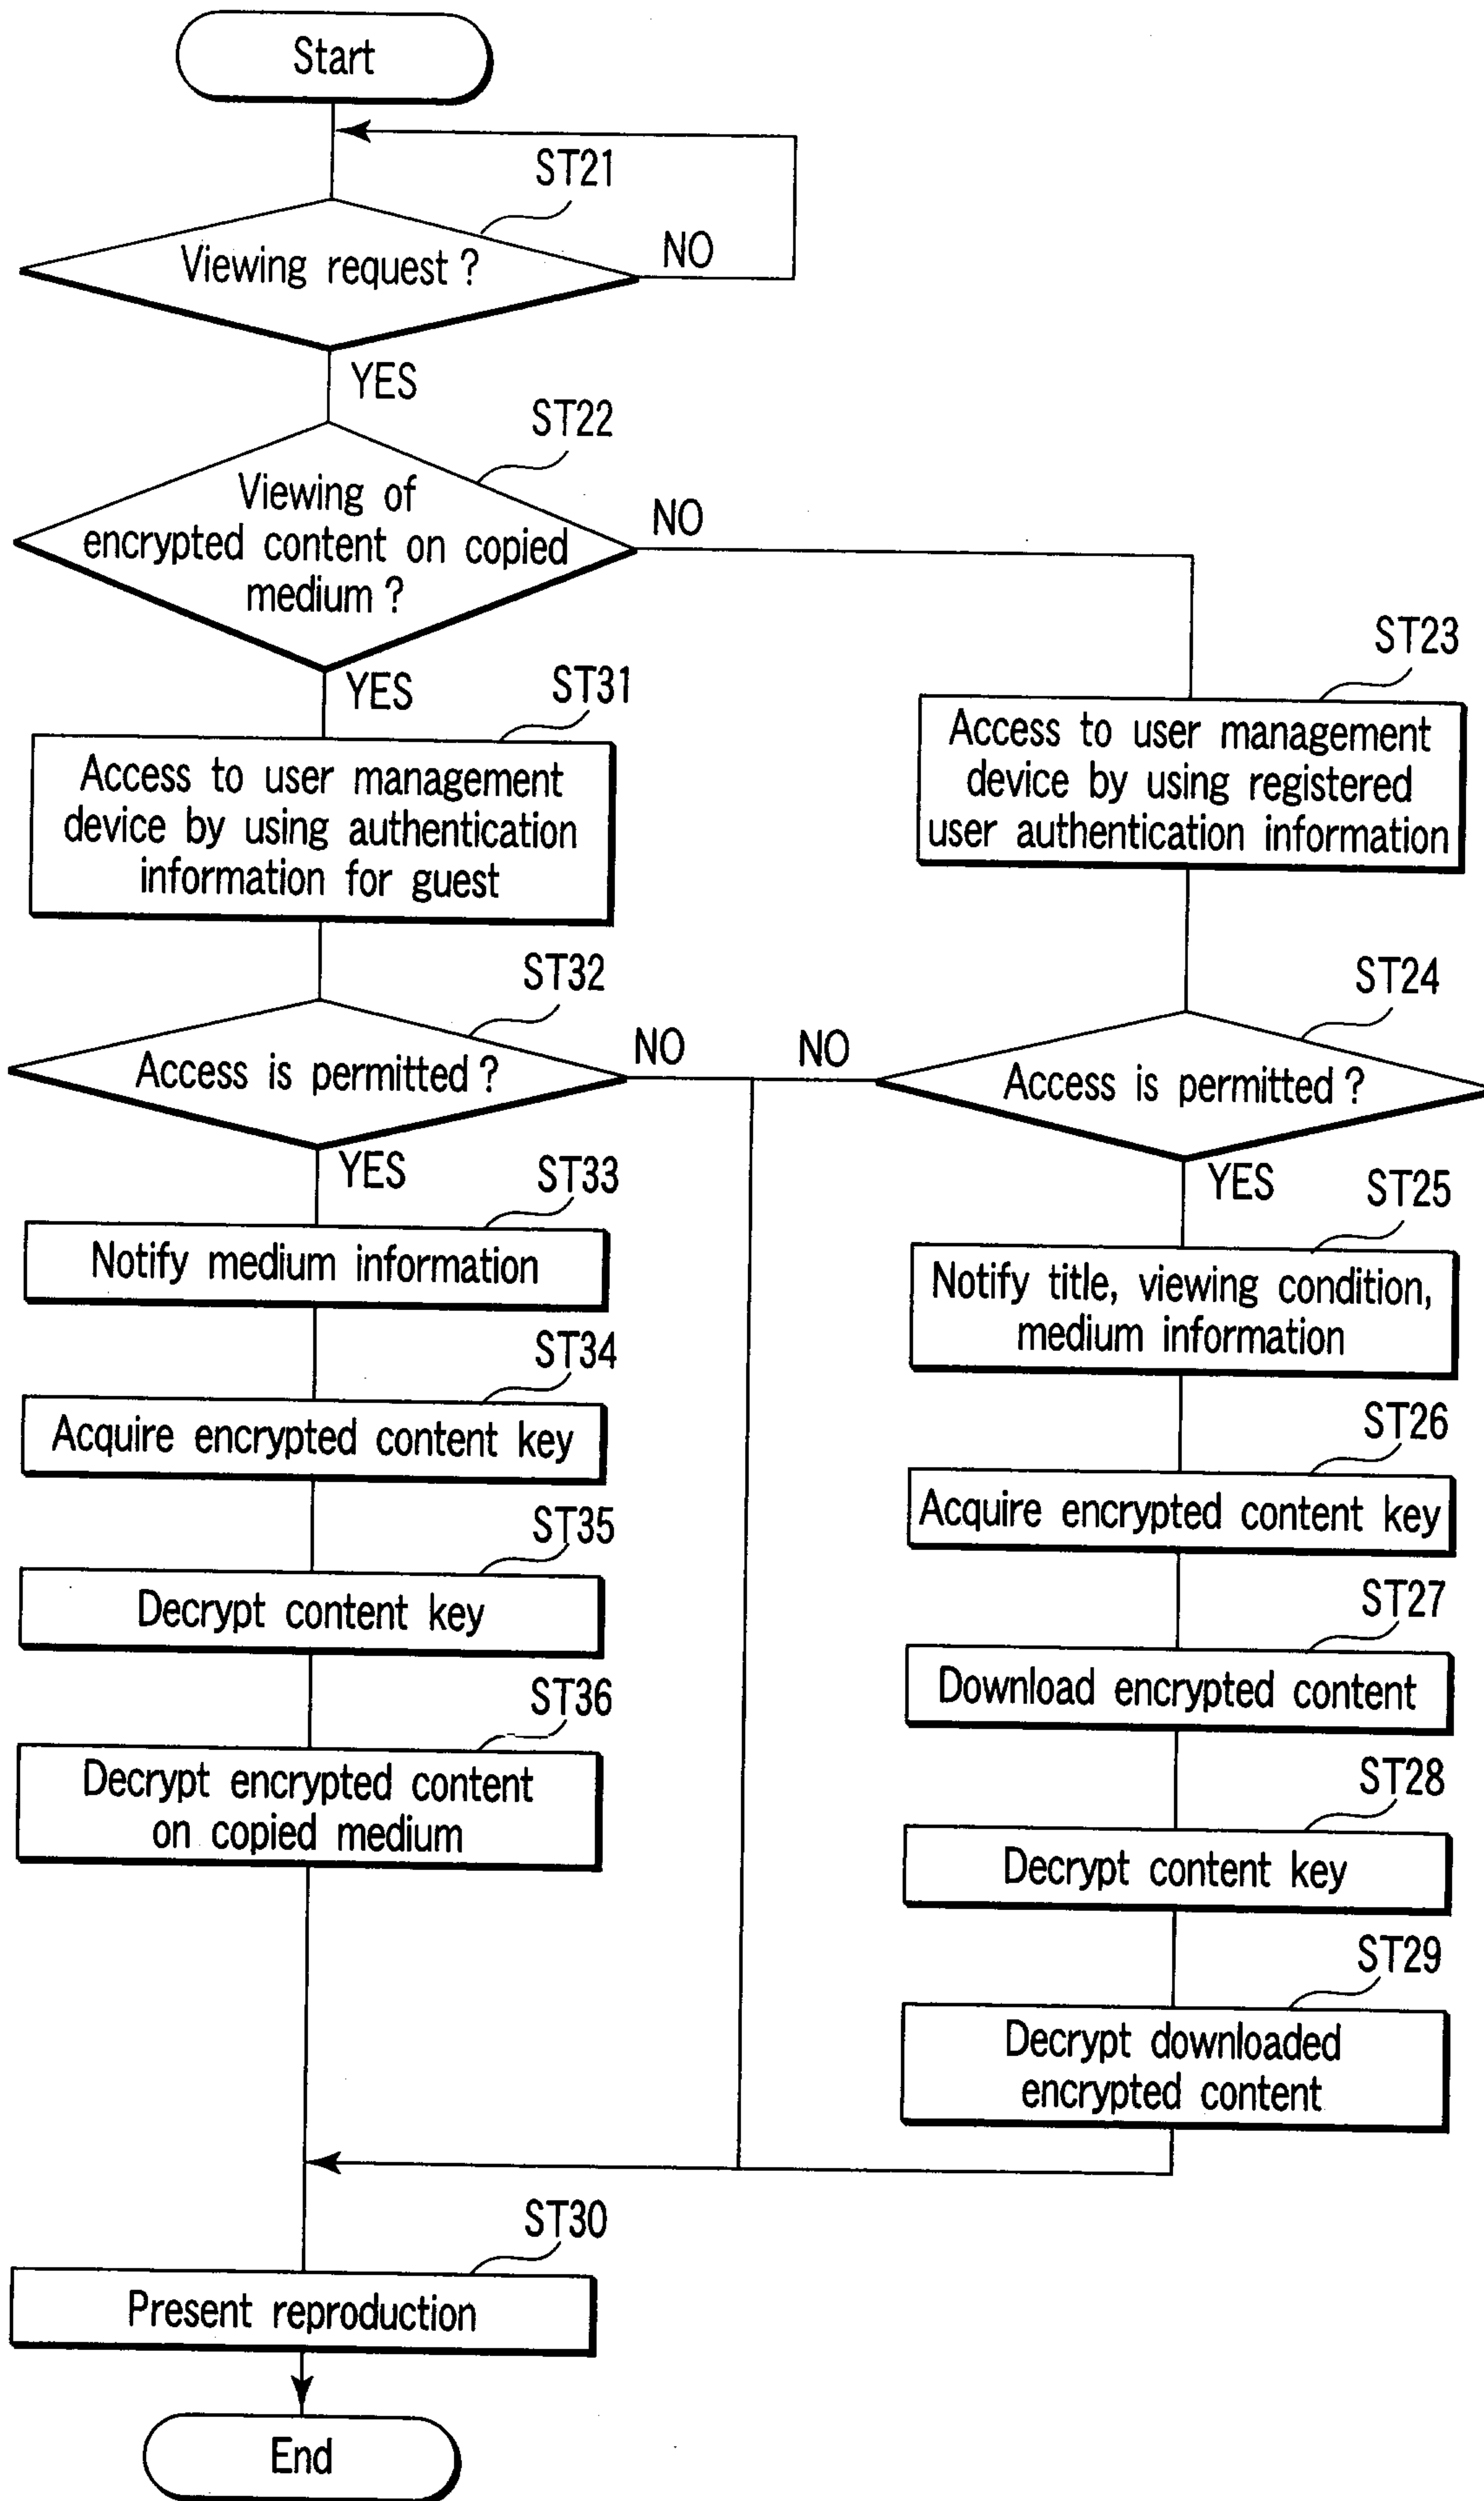 Start
ST21
Viewing request ?
NO
YES
ST22
Viewing of
encrypted content on copied
medium ?
NO
YES
ST31
Access to user management
device by using authentication
information for guest
ST23
Access to user management
device by using registered
user authentication information
ST32
Access is permitted ?
NO
NO
ST24
Access is permitted ?
YES
ST33
Notify medium information
ST34
Acquire encrypted content key
ST35
Decrypt content key
ST36
Decrypt encrypted content
on copied medium
YES
ST25
Notify title, viewing condition,
medium information
ST26
Acquire encrypted content key
ST27
Download encrypted content
ST28
Decrypt content key
ST29
Decrypt downloaded
encrypted content
ST30
Present reproduction
End